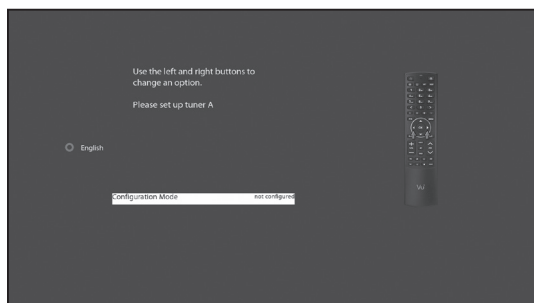 Use the left and right buttons to
change an option.
Please set up tuner A
English
Configuration Mode not configured